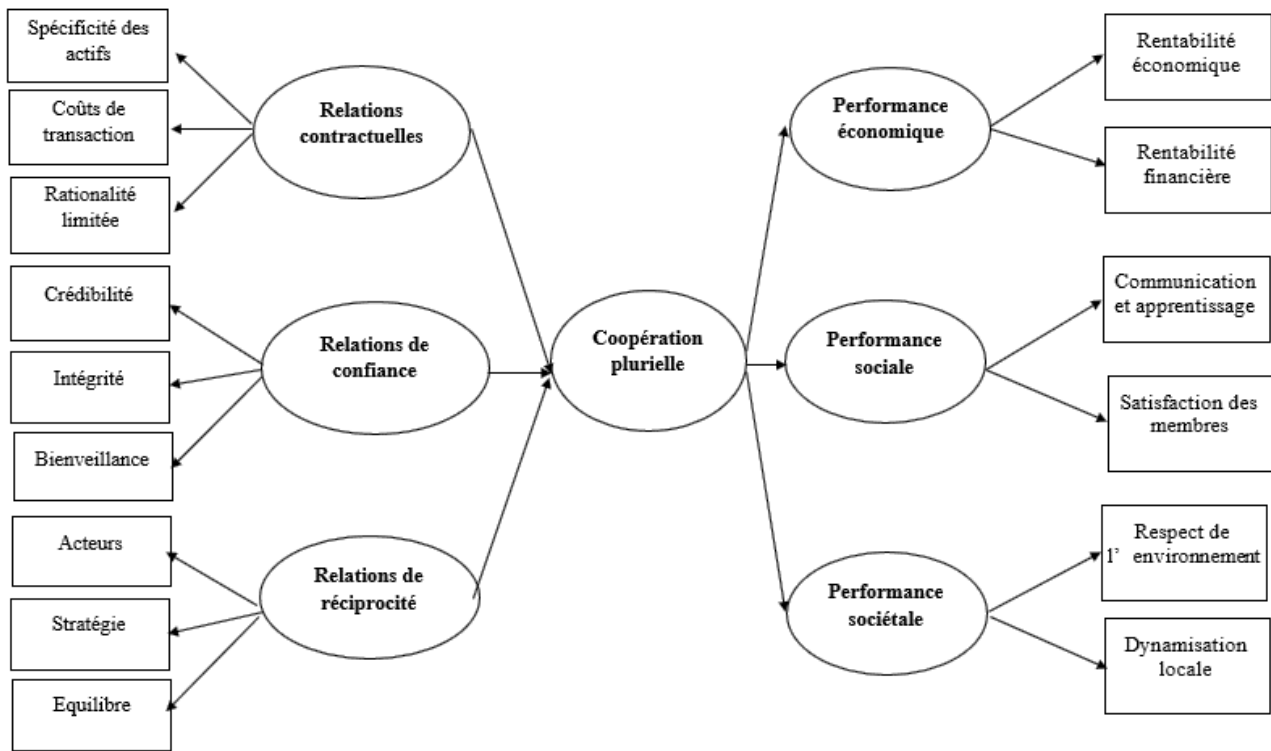 Spécificité des
actifs
Coûts de
transaction
Rationalité
limitée
Crédibilité
Intégrité
Bienveillance
Acteurs
Stratégie
Equilibre
Relations
contractuelles
Relations de
confiance
Relations de
réciprocité
Coopération
plurielle
Performance
économique
Performance
sociale
Performance
sociétale
Rentabilité
économique
Rentabilité
financière
Communication
et apprentissage
Satisfaction des
membres
Respect de
l’ environnement
Dynamisation
locale